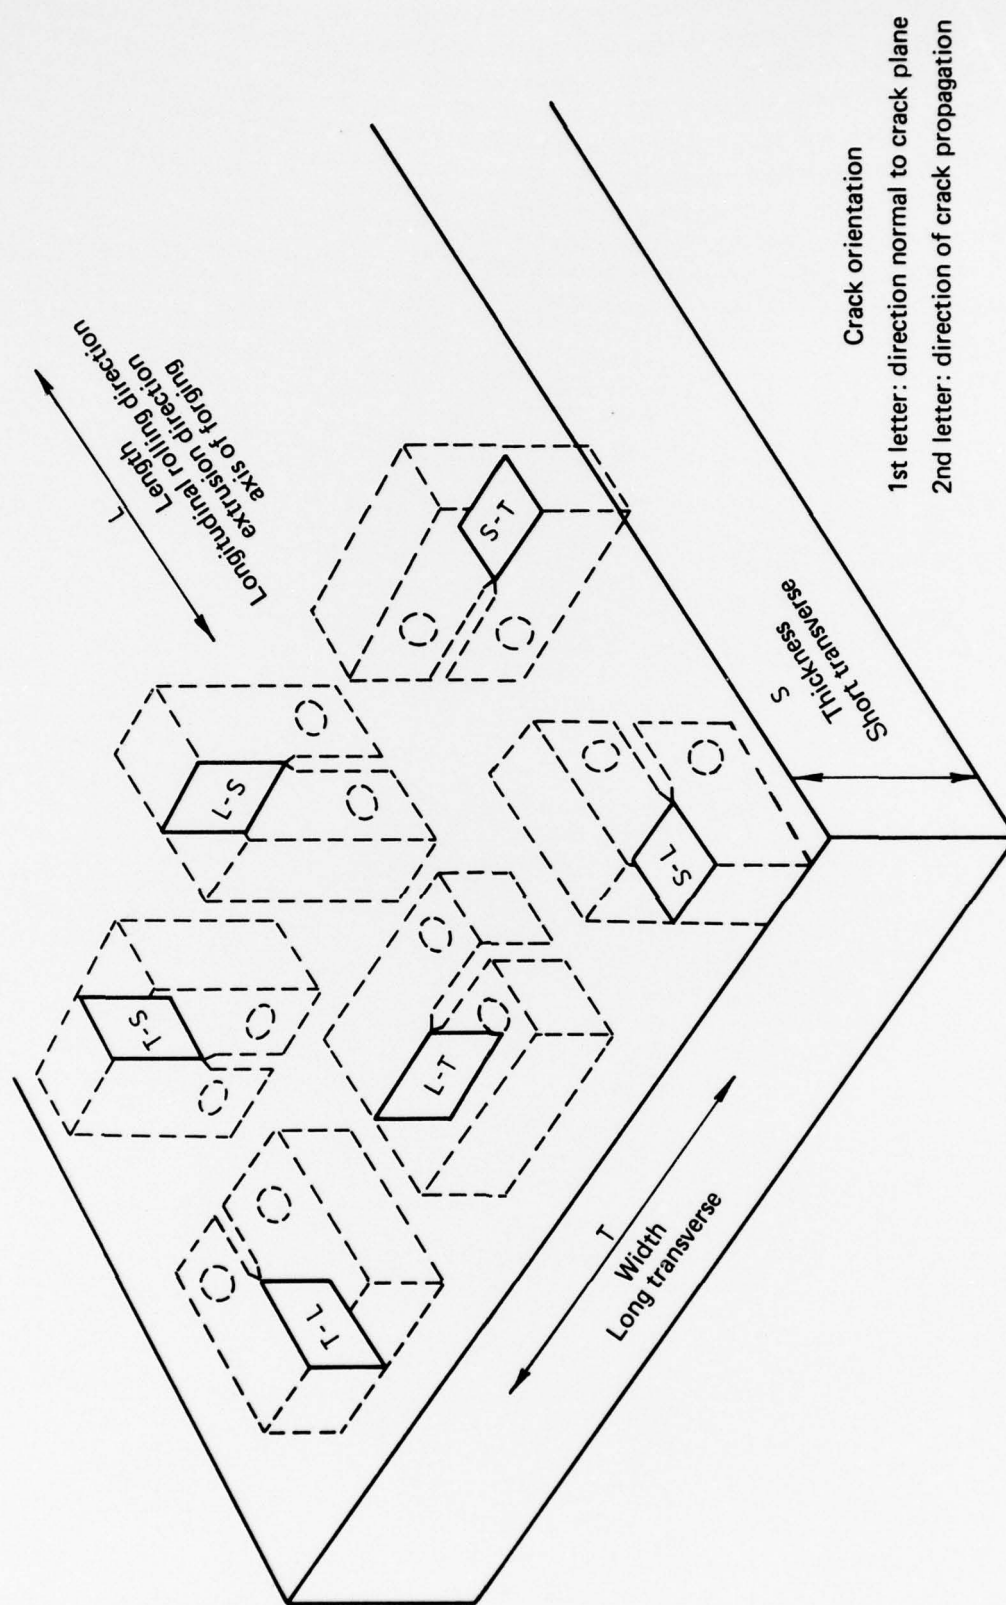 L
Length
Longitudinal rolling direction
extrusion direction
axis of forging
T-S
L-S
T-L
L-T
S-T
S-L
S
Thickness
Short transverse
T
Width
Long transverse
Crack orientation
1st letter: direction normal to crack plane
2nd letter: direction of crack propagation